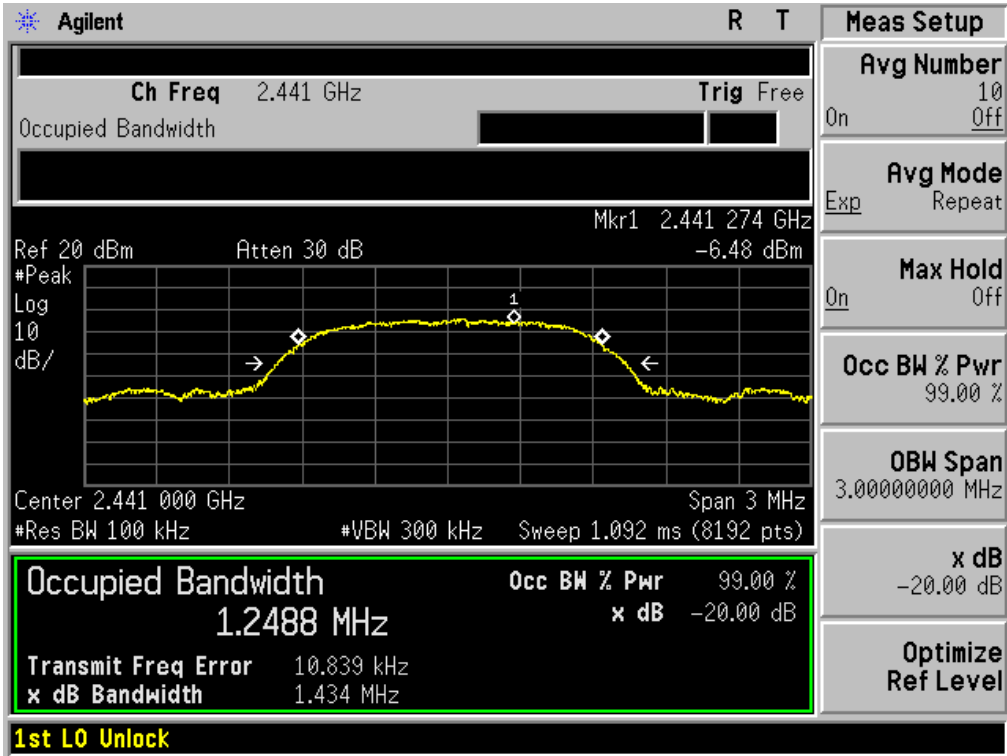 Agilent R T
Ch Freq 2.441 GHz Trig Free
Occupied Bandwidth
Mkr1 2.441 274 GHz
Ref 20 dBm Atten 30 dB -6.48 dBm
#Peak
Log
10
dB/
1
Center 2.441 000 GHz Span 3 MHz
#Res BW 100 kHz #VBW 300 kHz Sweep 1.092 ms (8192 pts)
Occupied Bandwidth Occ BW % Pwr 99.00 %
1.2488 MHz x dB -20.00 dB
Transmit Freq Error 10.839 kHz
x dB Bandwidth 1.434 MHz
1st LO Unlock
Meas Setup
Avg Number
10
On Off
Avg Mode
Exp Repeat
Max Hold
On Off
Occ BW % Pwr
99.00 %
OBW Span
3.00000000 MHz
x dB
-20.00 dB
Optimize
Ref Level